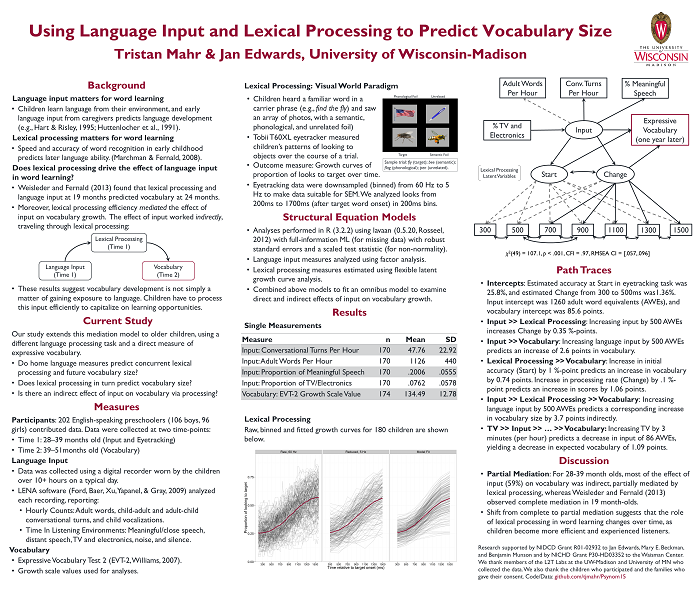 Using Language Input and Lexical Processing to Predict Vocabulary Size
Tristan Mahr & Jan Edwards, University of Wisconsin-Madison
THE UNIVERSITY
OF
WISCONSIN
MADISON
Background
Language input matters for word learning
• Children learn language from their environment, and early
language input from caregivers predicts language development
(e.g., Hart & Risley, 1995; Huttenlocher et al., 1991).
Lexical processing matters for word learning
• Speed and accuracy of word recognition in early childhood
predicts later language ability. (Marchman & Fernald, 2008).
Does lexical processing drive the effect of language input
in word learning?
• Weisleder and Fernald (2013) found that lexical processing and
language input at 19 months predicted vocabulary at 24 months.
• Moreover, lexical processing efficiency mediated the effect of
input on vocabulary growth. The effect of input worked indirectly,
traveling through lexical processing:
Lexical Processing
(Time 1)
Language Input
(Time 1)
Vocabulary
(Time 2)
• These results suggest vocabulary development is not simply a
matter of gaining exposure to language. Children have to process
this input efficiently to capitalize on learning opportunities.
Current Study
Our study extends this mediation model to older children, using a
different language processing task and a direct measure of
expressive vocabulary.
• Do home language measures predict concurrent lexical
processing and future vocabulary size?
• Does lexical processing in turn predict vocabulary size?
• Is there an indirect effect of input on vocabulary via processing?
Measures
Participants: 202 English-speaking preschoolers (106 boys, 96
girls) contributed data. Data were collected at two time-points:
• Time 1: 28–39 months old (Input and Eyetracking)
• Time 2: 39–51months old (Vocabulary)
Language Input
• Data was collected using a digital recorder worn by the children
over 10+ hours on a typical day.
• LENA software (Ford, Baer, Xu, Yapanel, & Gray, 2009) analyzed
each recording, reporting:
• Hourly Counts: Adult words, child-adult and adult-child
conversational turns, and child vocalizations.
• Time In Listening Environments: Meaningful/close speech,
distant speech, TV and electronics, noise, and silence.
Vocabulary
• Expressive Vocabulary Test 2 (EVT-2, Williams, 2007).
• Growth scale values used for analyses.
Lexical Processing: Visual World Paradigm
• Children heard a familiar word in a
carrier phrase (e.g., find the fly) and saw
an array of photos, with a semantic,
phonological, and unrelated foil)
• Tobii T60XL eyetracker measured
children's patterns of looking to
objects over the course of a trial.
• Outcome measure: Growth curves of
proportion of looks to target over time.
• Eyetracking data were downsampled (binned) from 60 Hz to 5
Hz to make data suitable for SEM. We analyzed looks from
200ms to 1700ms (after target word onset) in 200ms bins.
Phonological Foil
Unrelated
Target
Semantic Foil
Sample trial: fly (target); bee (semantic);
flag (phonological); pen (unrelated).
Structural Equation Models
• Analyses performed in R (3.2.2) using lavaan (0.5.20, Rosseel,
2012) with full-information ML (for missing data) with robust
standard errors and a scaled test statistic (for non-normality).
• Language input measures analyzed using factor analysis.
• Lexical processing measures estimated using flexible latent
growth curve analysis.
• Combined above models to fit an omnibus model to examine
direct and indirect effects of input on vocabulary growth.
Results
Single Measurements
Measure n Mean SD
Input: Conversational Turns Per Hour 170 47.76 22.92
Input: Adult Words Per Hour 170 1126 440
Input: Proportion of Meaningful Speech 170 .2006 .0555
Input: Proportion of TV/Electronics 170 .0762 .0578
Vocabulary: EVT-2 Growth Scale Value 174 134.49 12.78
Lexical Processing
Raw, binned and fitted growth curves for 180 children are shown
below.
Raw, 60 Hz
Reduced, 5 Hz
Model Fit
Proportion of looking to target
Time relative to target onset (ms)
Adult Words
Per Hour
Conv. Turns
Per Hour
% Meaningful
Speech
% TV and
Electronics
Input
Expressive
Vocabulary
(one year later)
Lexical Processing
Latent Variables
Start
Change
300 500 700 900 1100 1300 1500
χ²(49) = 107.1, p < .001, CFI = .97, RMSEA CI = [.057, .096]
Path Traces
• Intercepts: Estimated accuracy at Start in eyetracking task was
25.8%, and estimated Change from 300 to 500ms was1.36%.
Input intercept was 1260 adult word equivalents (AWEs), and
vocabulary intercept was 85.6 points.
• Input >> Lexical Processing: Increasing input by 500 AWEs
increases Change by 0.35 %-points.
• Input >> Vocabulary: Increasing language input by 500 AWEs
predicts an increase of 2.6 points in vocabulary.
• Lexical Processing >> Vocabulary: Increase in initial
accuracy (Start) by 1 %-point predicts an increase in vocabulary
by 0.74 points. Increase in processing rate (Change) by .1 %-
point predicts an increase in scores by 1.06 points.
• Input >> Lexical Processing >> Vocabulary: Increasing
language input by 500 AWEs predicts a corresponding increase
in vocabulary size by 3.7 points indirectly.
• TV >> Input >> … >> Vocabulary: Increasing TV by 3
minutes (per hour) predicts a decrease in input of 86 AWEs,
yielding a decrease in expected vocabulary of 1.09 points.
Discussion
• Partial Mediation: For 28-39 month olds, most of the effect of
input (59%) on vocabulary was indirect, partially mediated by
lexical processing, whereas Weisleder and Fernald (2013)
observed complete mediation in 19 month-olds.
• Shift from complete to partial mediation suggests that the role
of lexical processing in word learning changes over time, as
children become more efficient and experienced listeners.
Research supported by NIDCD Grant R01-02932 to Jan Edwards, Mary E. Beckman,
and Benjamin Munson and by NICHD Grant P30-HD03352 to the Waisman Center.
We thank members of the L2T Labs at the UW-Madison and University of MN who
collected the data. We also thank the children who participated and the families who
gave their consent. Code/Data: github.com/tjmahr/Psynom15